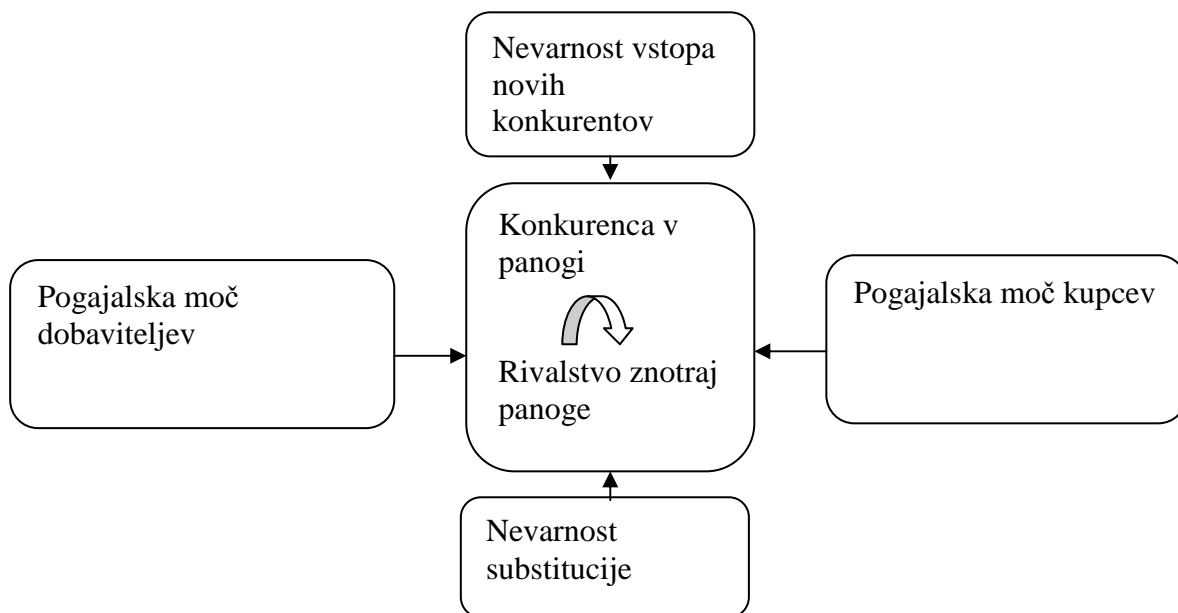 Nevarnost vstopa
novih
konkurentov
Konkurenca v
panogi
Pogajalska moč
dobaviteljev
Pogajalska moč kupcev
Rivalstvo znotraj
panoge
Nevarnost
substitucije